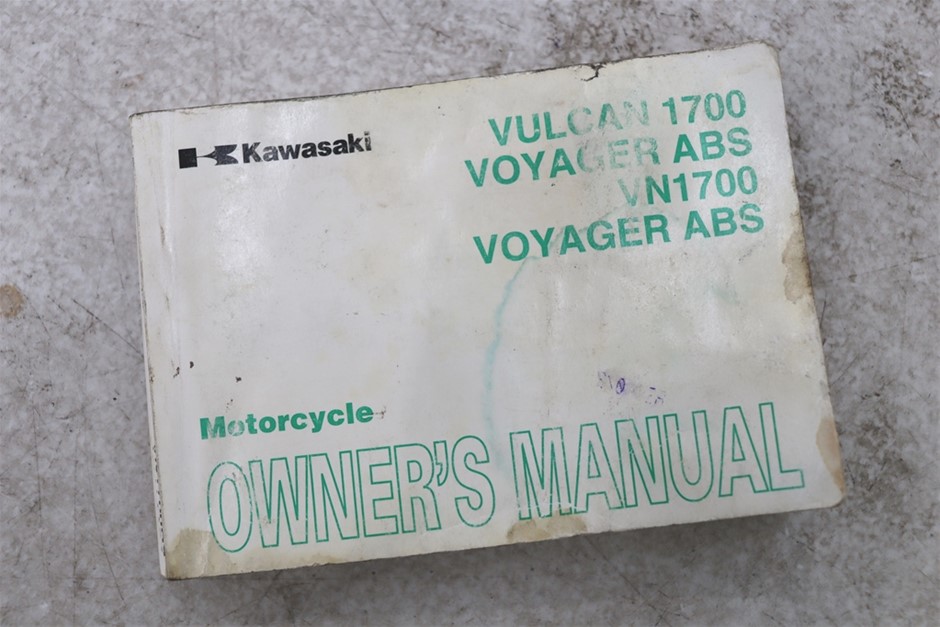 Kawasaki
VULCAN 1700
VOYAGER ABS
VN1700
VOYAGER ABS
Motorcycle
OWNER'S MANUAL